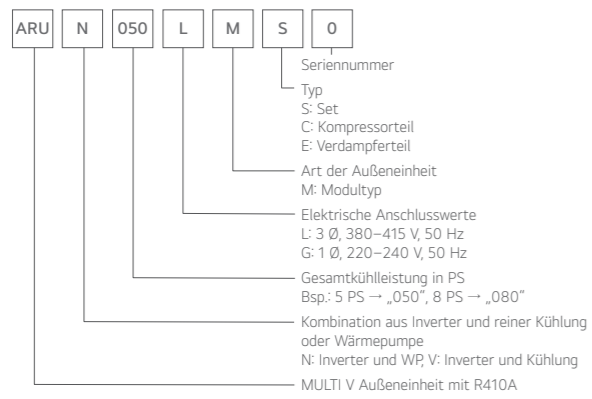 ARU N 050 L M S 0
Seriennummer
Typ
S: Set
C: Kompressorteil
E: Verdampferteil
Art der Außeneinheit
M: Modultyp
Elektrische Anschlusswerte
L: 3 Ø, 380–415 V, 50 Hz
G: 1 Ø, 220–240 V, 50 Hz
Gesamtkühlleistung in PS
Bsp.: 5 PS → „050“, 8 PS → „080“
Kombination aus Inverter und reiner Kühlung
oder Wärmepumpe
N: Inverter und WP, V: Inverter und Kühlung
MULTI V Außeneinheit mit R410A